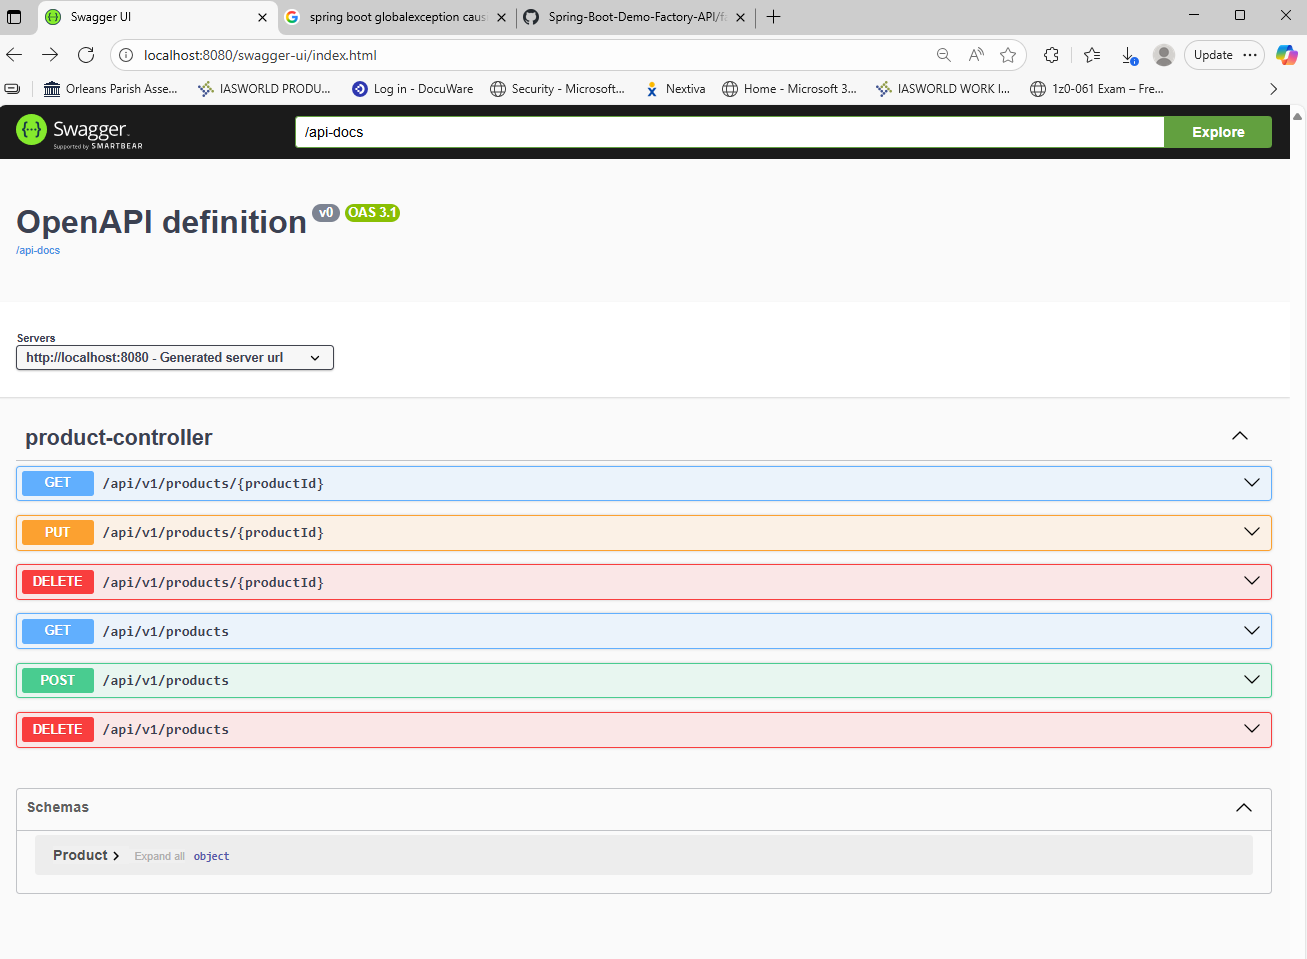 Swagger UI
spring boot globalexception caus
Spring-Boot-Demo-Factory-API/f
localhost:8080/swagger-ui/index.html
Update
Orleans Parish Asse...
IASWORLD PRODU...
Log in - DocuWare
Security - Microsoft...
Nextiva
Home - Microsoft 3...
IASWORLD WORK I...
1z0-061 Exam – Fre...
Swagger.
Supported by SMARTBEAR
/api-docs
Explore
OpenAPI definition v0 OAS 3.1
/api-docs
Servers
http://localhost:8080 - Generated server url
product-controller
GET /api/v1/products/{productId}
PUT /api/v1/products/{productId}
DELETE /api/v1/products/{productId}
GET /api/v1/products
POST /api/v1/products
DELETE /api/v1/products
Schemas
Product Expand all object